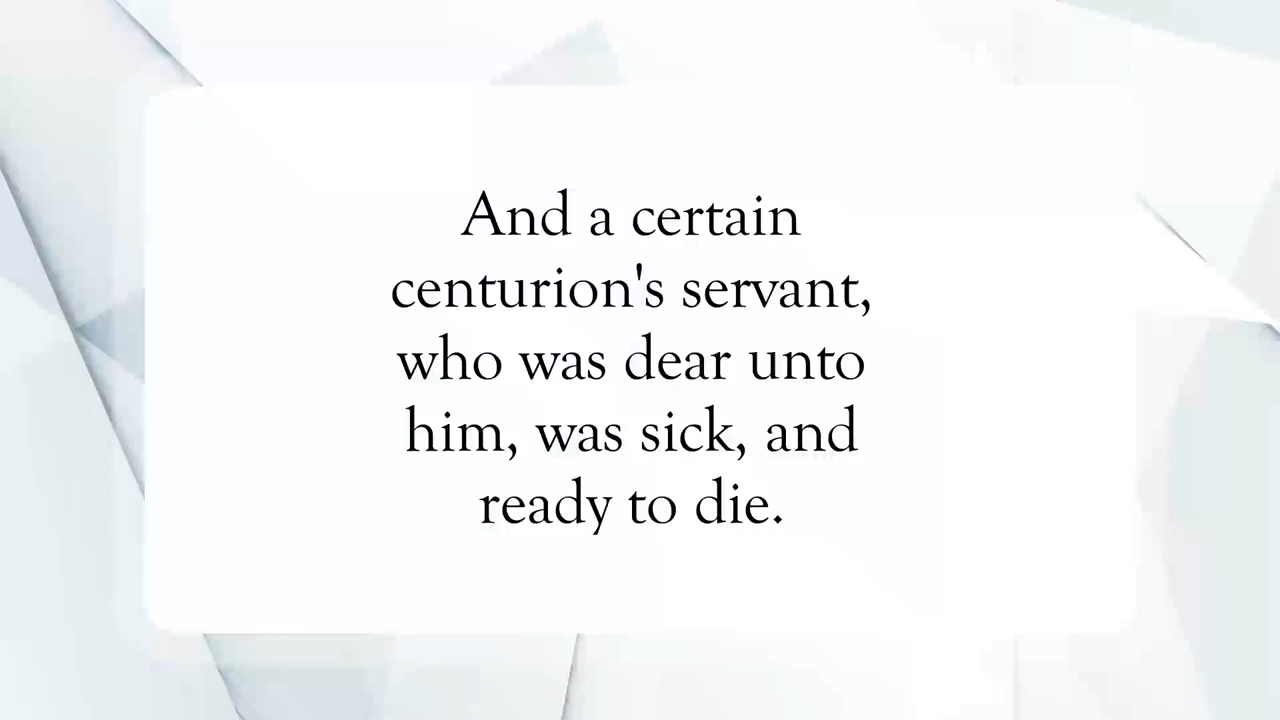 And a certain
centurion's servant,
who was dear unto
him, was sick, and
ready to die.